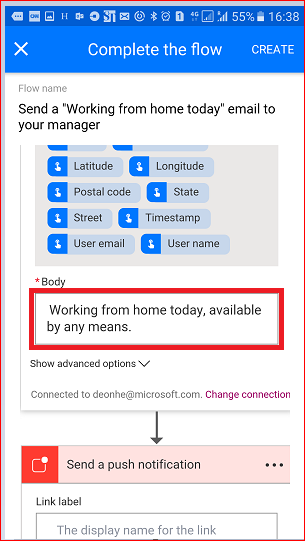 4G 55% 16:38
Complete the flow CREATE
Flow name
Send a "Working from home today" email to
your manager
Latitude Longitude
Postal code State
Street Timestamp
User email User name
*Body
Working from home today, available
by any means.
Show advanced options
Connected to deonhe@microsoft.com. Change connection
Send a push notification
Link label
The display name for the link